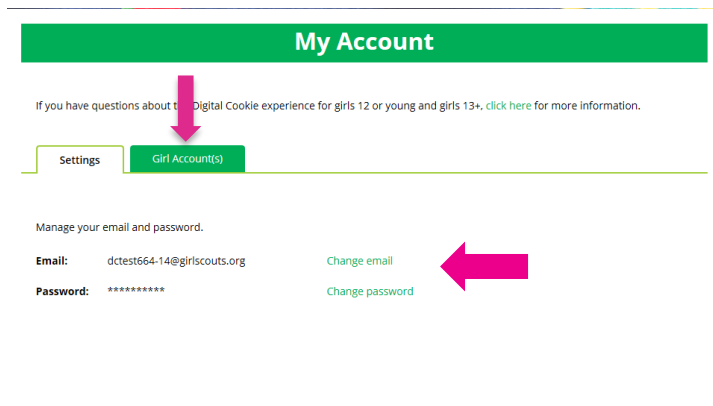 My Account
If you have questions about t Digital Cookie experience for girls 12 or young and girls 13+, click here for more information.
Settings
Girl Account(s)
Manage your email and password.
Email: dctest664-14@girlscouts.org Change email
Password: ********** Change password